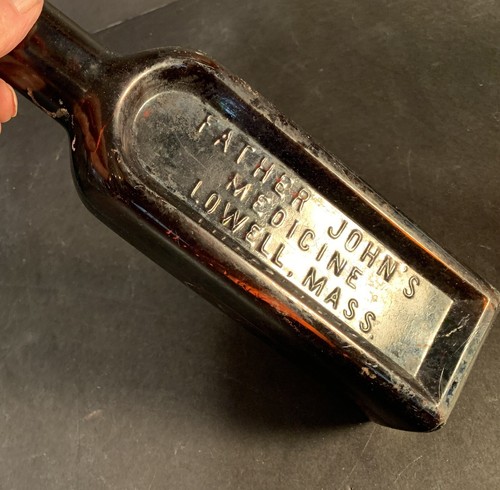 FATHER JOHN'S
MEDICINE
LOWELL, MASS